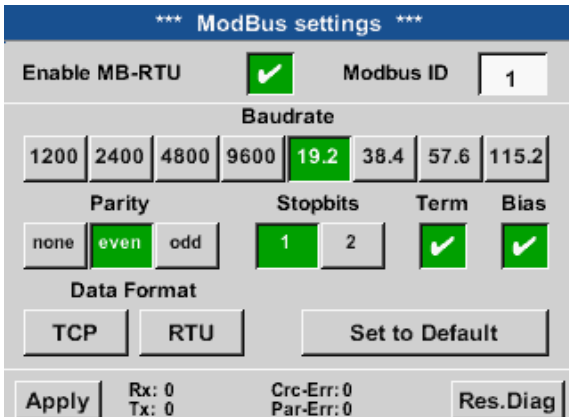 *** ModBus settings ***
Enable MB-RTU ✔ Modbus ID 1
Baudrate
1200 2400 4800 9600 19.2 38.4 57.6 115.2
Parity Stopbits Term Bias
none even odd 1 2 ✔ ✔
Data Format
TCP RTU Set to Default
Apply Rx: 0 Crc-Err: 0 Res.Diag
Tx: 0 Par-Err: 0